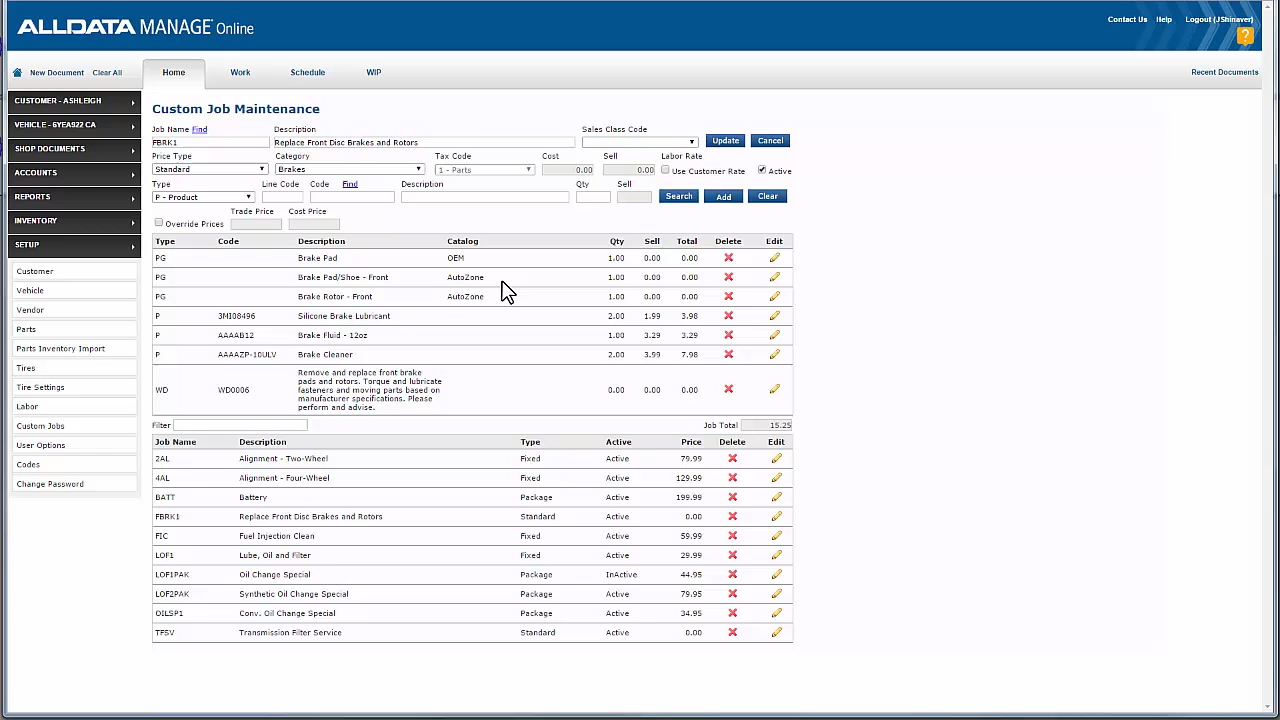 ALLDATA MANAGE Online
Contact Us Help Logout (JShinaver)
?
New Document Clear All Home Work Schedule WIP Recent Documents
CUSTOMER - ASHLEIGH
VEHICLE - 6YEA922 CA
SHOP DOCUMENTS
ACCOUNTS
REPORTS
INVENTORY
SETUP
Customer
Vehicle
Vendor
Parts
Parts Inventory Import
Tires
Tire Settings
Labor
Custom Jobs
User Options
Codes
Change Password
Custom Job Maintenance
Job Name Find Description Sales Class Code
FBRK1 Replace Front Disc Brakes and Rotors Update Cancel
Price Type Category Tax Code Cost Sell Labor Rate
Standard Brakes 1 - Parts 0.00 0.00 Use Customer Rate Active
Type Line Code Code Find Description Qty Sell
P - Product Search Add Clear
Trade Price Cost Price
Override Prices
Type Code Description Catalog Qty Sell Total Delete Edit
PG Brake Pad OEM 1.00 0.00 0.00
PG Brake Pad/Shoe - Front AutoZone 1.00 0.00 0.00
PG Brake Rotor - Front AutoZone 1.00 0.00 0.00
P 3MI08496 Silicone Brake Lubricant 2.00 1.99 3.98
P AAAAB12 Brake Fluid - 12oz 1.00 3.29 3.29
P AAAAZP-10ULV Brake Cleaner 2.00 3.99 7.98
Remove and replace front brake
pads and rotors. Torque and lubricate
WD WD0006 fasteners and moving parts based on 0.00 0.00 0.00
manufacturer specifications. Please
perform and advise.
Filter Job Total 15.25
Job Name Description Type Active Price Delete Edit
2AL Alignment - Two-Wheel Fixed Active 79.99
4AL Alignment - Four-Wheel Fixed Active 129.99
BATT Battery Package Active 199.99
FBRK1 Replace Front Disc Brakes and Rotors Standard Active 0.00
FIC Fuel Injection Clean Fixed Active 59.99
LOF1 Lube, Oil and Filter Fixed Active 29.99
LOF1PAK Oil Change Special Package InActive 44.95
LOF2PAK Synthetic Oil Change Special Package Active 79.95
OILSP1 Conv. Oil Change Special Package Active 34.95
TFSV Transmission Filter Service Standard Active 0.00